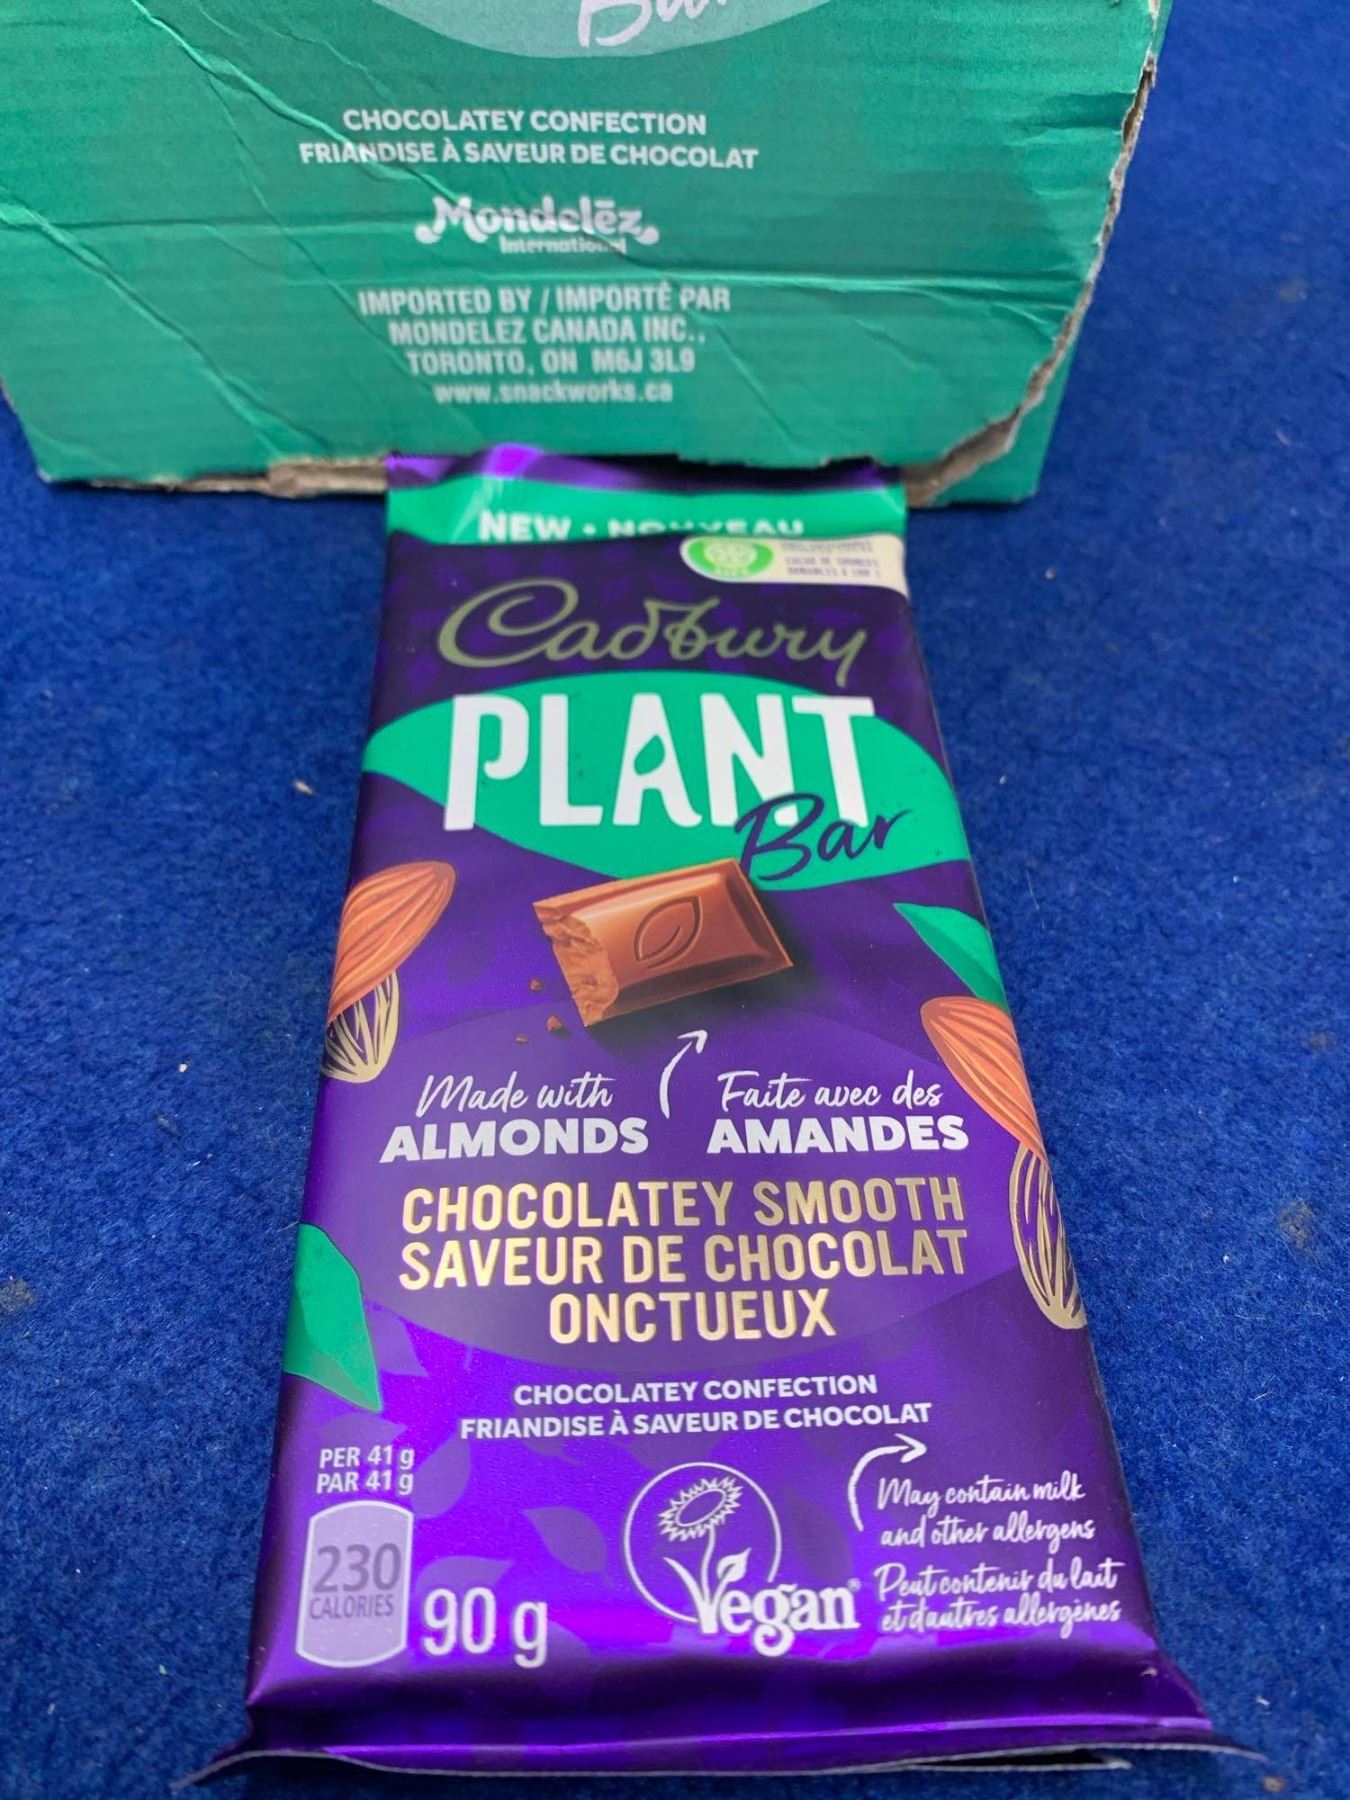 Bar
CHOCOLATEY CONFECTION
FRIANDISE À SAVEUR DE CHOCOLAT
Mondelēz
International
IMPORTED BY / IMPORTÉ PAR
MONDELEZ CANADA INC.,
TORONTO, ON M6J 3L9
www.snackworks.ca
NEW • NOUVEAU
Cadbury
PLANT
Bar
Made with
ALMONDS
Faite avec des
AMANDES
CHOCOLATEY SMOOTH
SAVEUR DE CHOCOLAT
ONCTUEUX
CHOCOLATEY CONFECTION
FRIANDISE À SAVEUR DE CHOCOLAT
PER 41 g
PAR 41 g
230
CALORIES
90 g
Vegan®
May contain milk
and other allergens
Peut contenir du lait
et d'autres allergènes